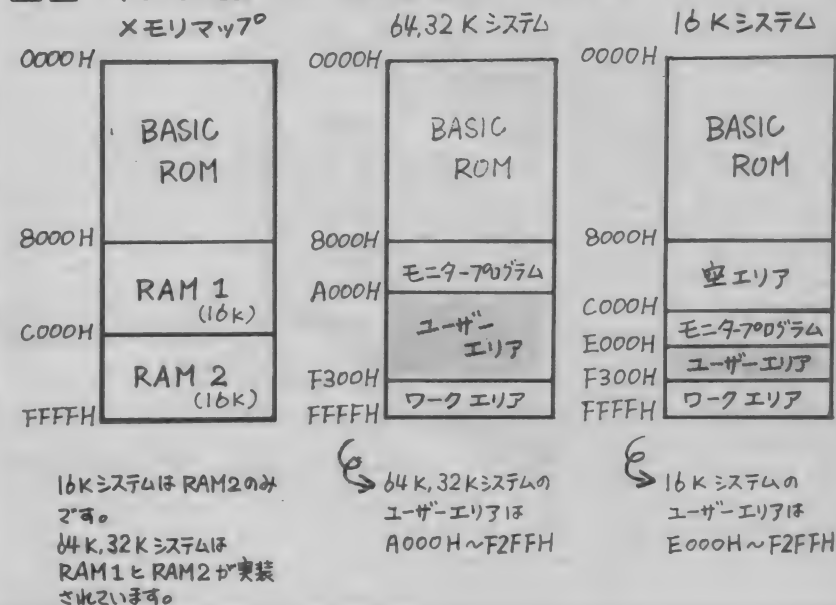 メモリマップ
0000H
BASIC
ROM
8000H
RAM 1
(16K)
C000H
RAM 2
(16K)
FFFFH
16KシステムはRAM2のみ
です。
64K,32Kシステムは
RAM1とRAM2が実装
されています。
64,32Kシステム
0000H
BASIC
ROM
8000H
モニタープログラム
A000H
ユーザー
エリア
F300H
ワークエリア
FFFFH
64K,32Kシステムの
ユーザーエリアは
A000H~F2FFH
16Kシステム
0000H
BASIC
ROM
8000H
空エリア
C000H
モニタープログラム
E000H
ユーザーエリア
F300H
ワークエリア
FFFFH
16Kシステムの
ユーザーエリアは
E000H~F2FFH